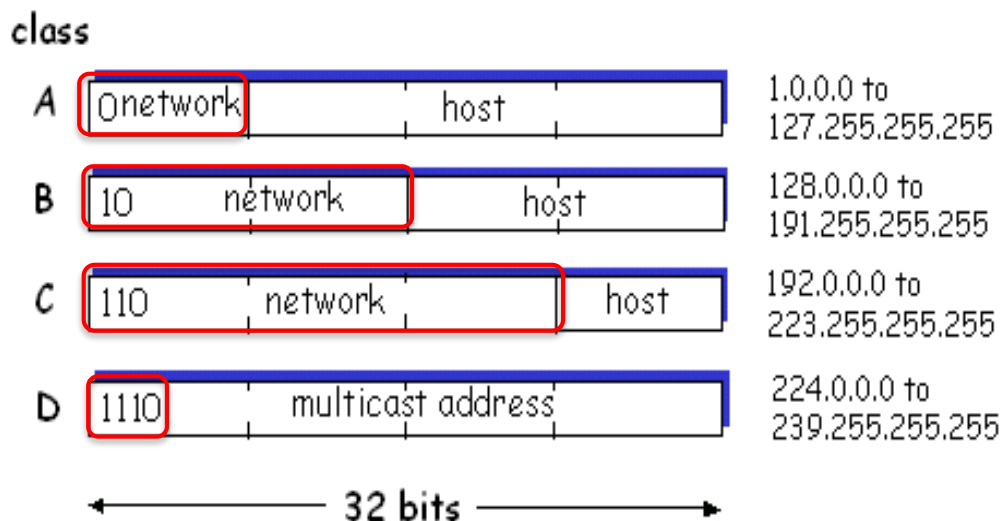 class
A 0network host 1.0.0.0 to
127.255.255.255
B 10 network host 128.0.0.0 to
191.255.255.255
C 110 network host 192.0.0.0 to
223.255.255.255
D 1110 multicast address 224.0.0.0 to
239.255.255.255
32 bits